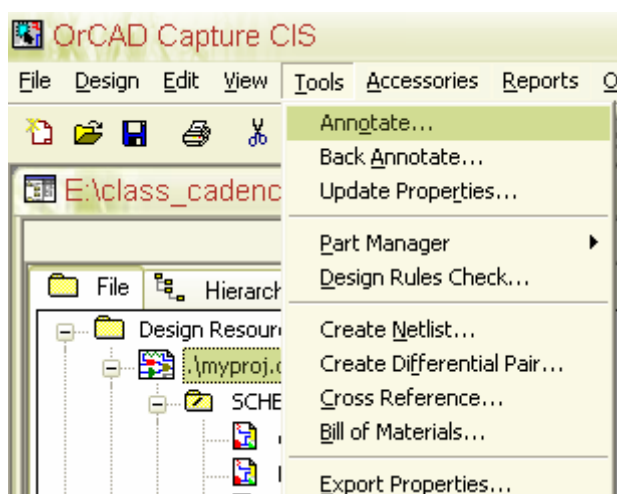 OrCAD Capture CIS
File Design Edit View Tools Accessories Reports O
Annotate...
Back Annotate...
Update Properties...
E:\class_cadenc
Part Manager
Design Rules Check...
File Hierarch
Design Resour
Create Netlist...
.\myproj.
Create Differential Pair...
SCHE
Cross Reference...
Bill of Materials...
Export Properties...